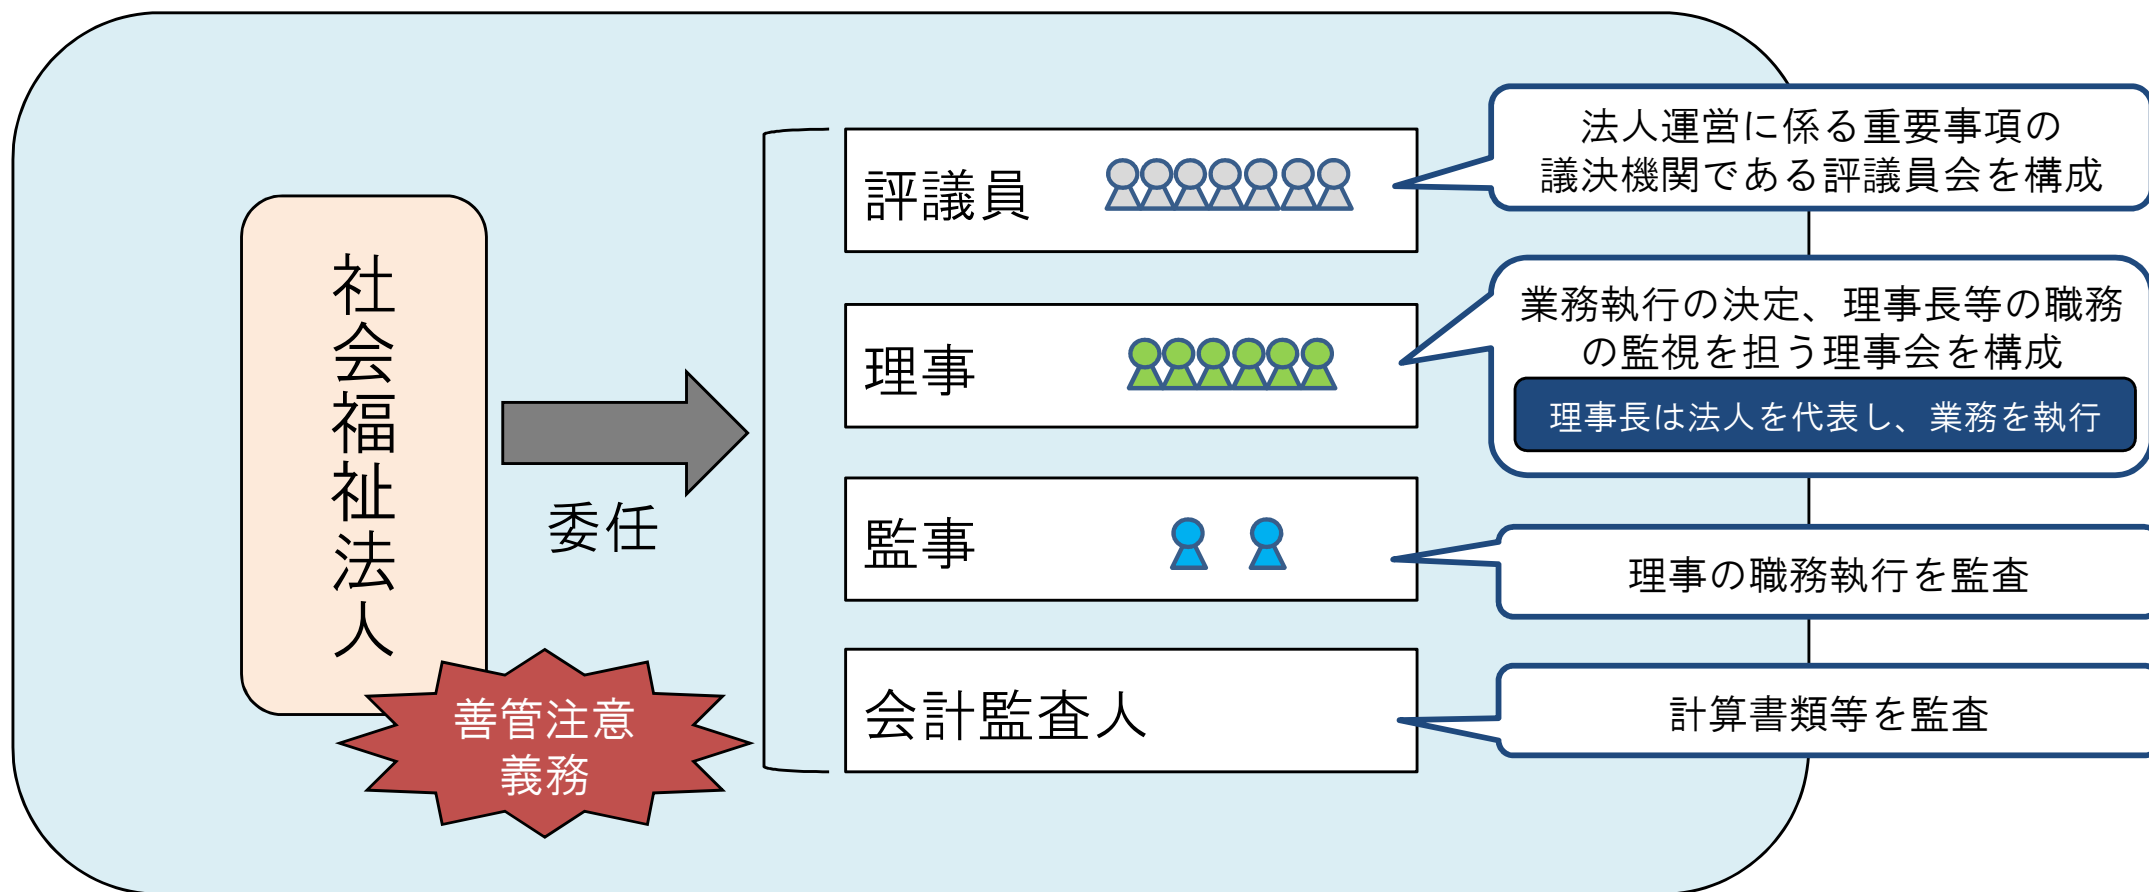 社会福祉法人
委任
善管注意
義務
評議員
法人運営に係る重要事項の
議決機関である評議員会を構成
理事
業務執行の決定、理事長等の職務
の監視を担う理事会を構成
理事長は法人を代表し、業務を執行
監事
理事の職務執行を監査
会計監査人
計算書類等を監査